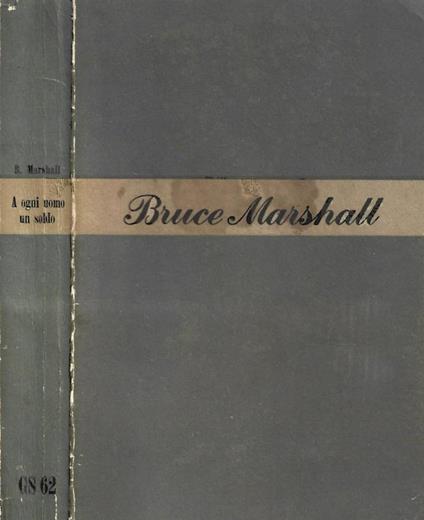 B. Marshall
A ogni uomo
un soldo
GS 62
Bruce Marshall